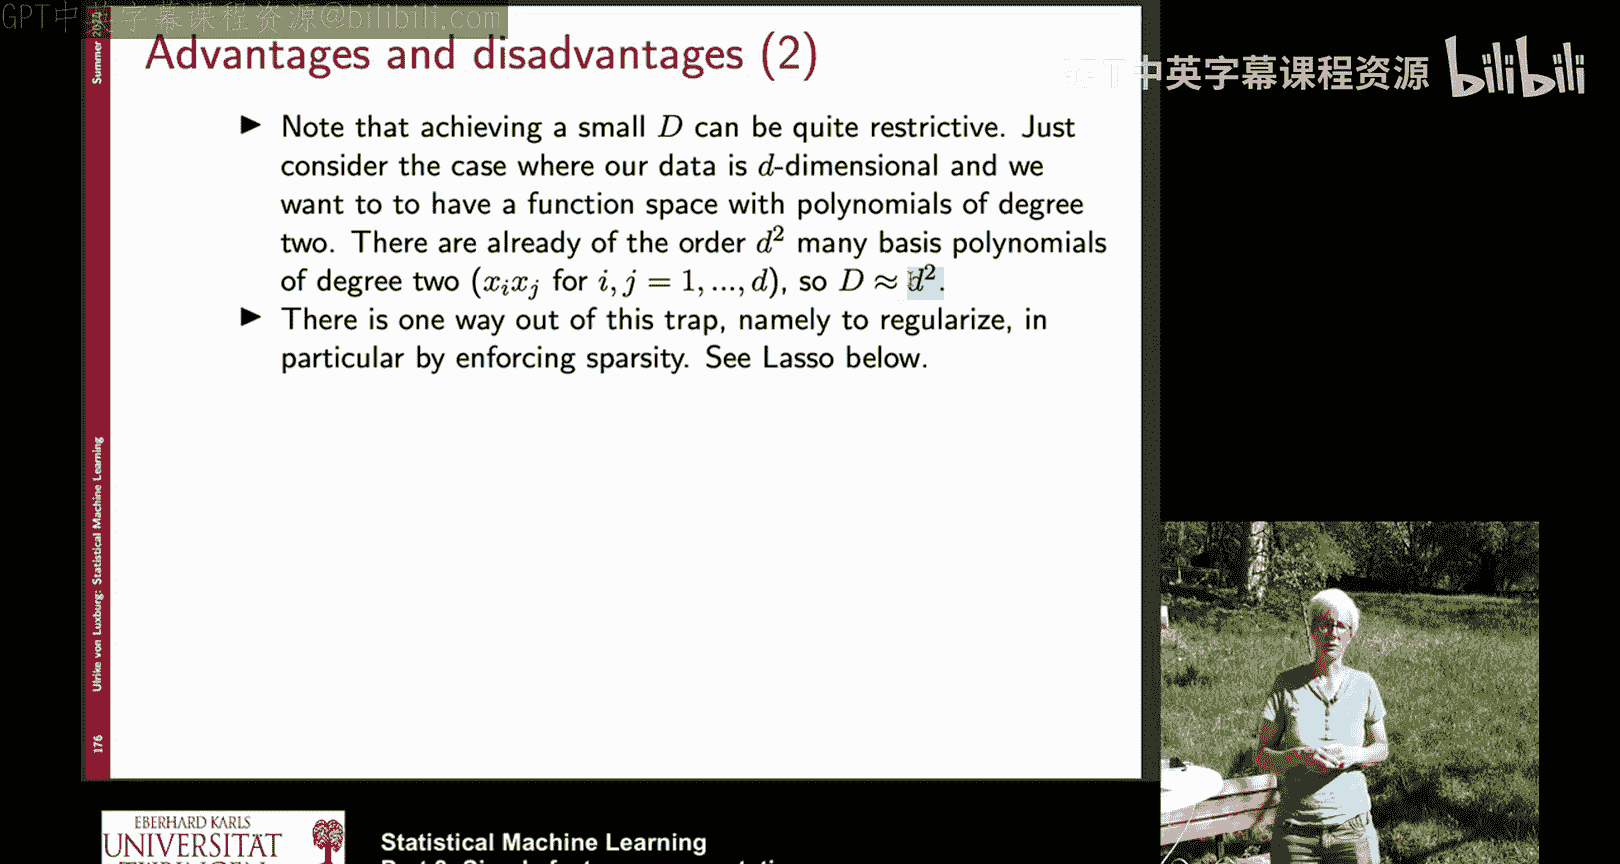 GPT中英字幕课程资源@bilibili.com
Advantages and disadvantages (2)
中英字幕课程资源 bilibili
▶ Note that achieving a small D can be quite restrictive. Just
consider the case where our data is d-dimensional and we
want to to have a function space with polynomials of degree
two. There are already of the order d² many basis polynomials
of degree two (xᵢxⱼ for i, j = 1, ..., d), so D ≈ d².
▶ There is one way out of this trap, namely to regularize, in
particular by enforcing sparsity. See Lasso below.
Ulrike von Luxburg: Statistical Machine Learning
Summer
176
EBERHARD KARLS
UNIVERSITÄT
Statistical Machine Learning